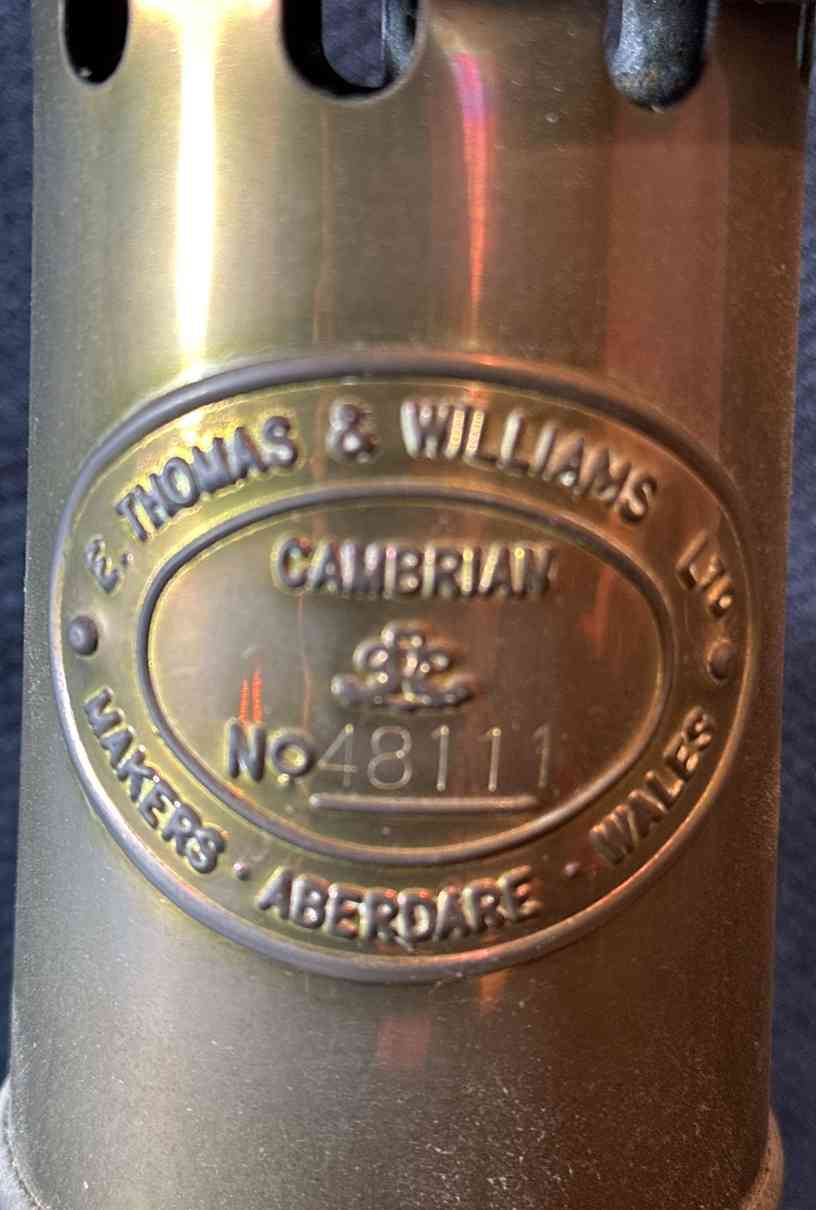 E. THOMAS & WILLIAMS LTD
CAMBRIAN
No 48111
MAKERS · ABERDARE · WALES